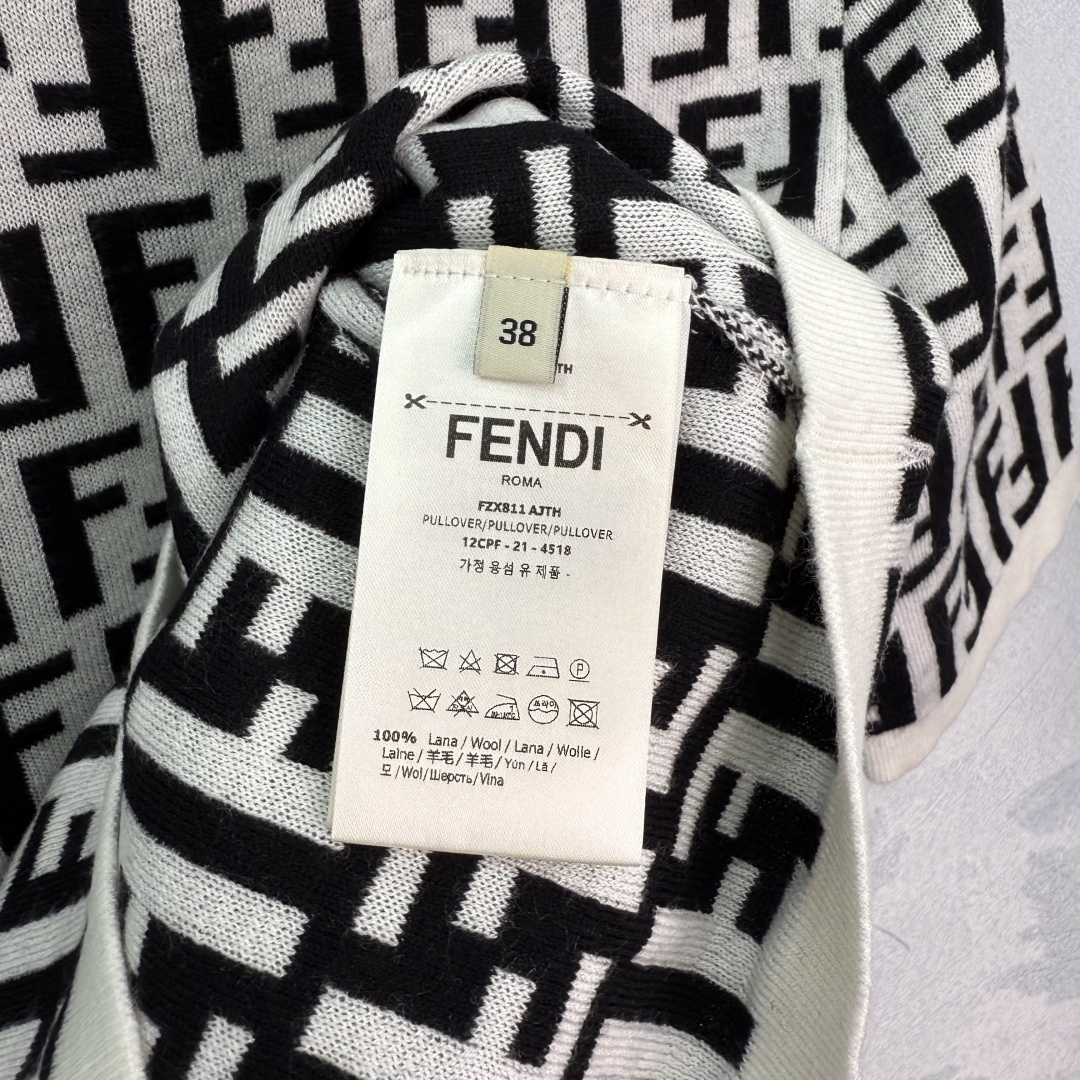 38
TH
FENDI
ROMA
FZX811 AJTH
PULLOVER/PULLOVER/PULLOVER
12CPF - 21 - 4518
가정 용섬 유 제품 -
P
100% Lana / Wool / Lana / Wolle /
Laine / 羊毛 / 羊毛 / Yún / Lã /
모 / Wol/Шерсть/Vina